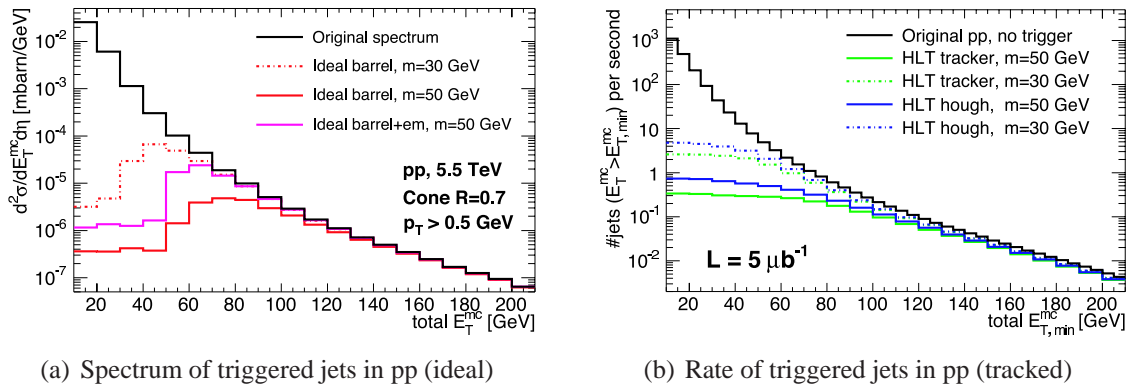 d²σ/dE_T^mc dη [mbarn/GeV]
10⁻²
10⁻³
10⁻⁴
10⁻⁵
10⁻⁶
10⁻⁷
Original spectrum
Ideal barrel, m=30 GeV
Ideal barrel, m=50 GeV
Ideal barrel+em, m=50 GeV
pp, 5.5 TeV
Cone R=0.7
p_T > 0.5 GeV
20 40 60 80 100 120 140 160 180 200
total E_T^mc [GeV]
(a) Spectrum of triggered jets in pp (ideal)
#jets (E_T^mc>E_T,min^mc) per second
10³
10²
10
1
10⁻¹
10⁻²
Original pp, no trigger
HLT tracker, m=50 GeV
HLT tracker, m=30 GeV
HLT hough, m=50 GeV
HLT hough, m=30 GeV
L = 5 μb⁻¹
20 40 60 80 100 120 140 160 180 200
total E_T,min^mc [GeV]
(b) Rate of triggered jets in pp (tracked)